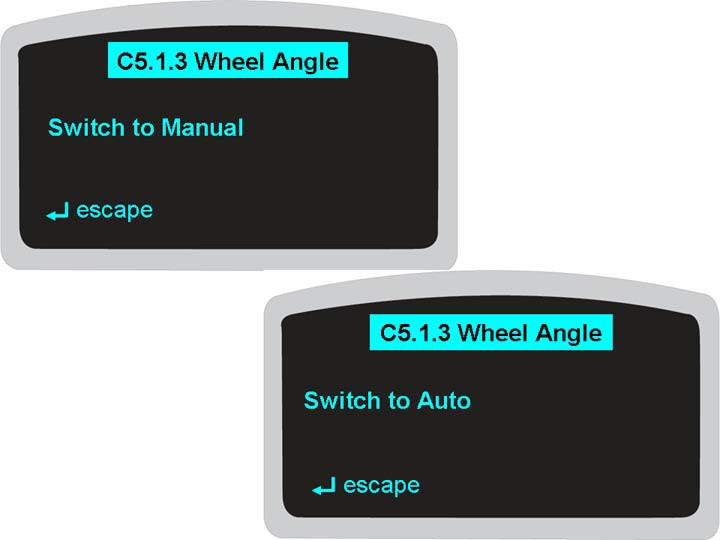 C5.1.3 Wheel Angle
Switch to Manual
↵ escape
C5.1.3 Wheel Angle
Switch to Auto
↵ escape